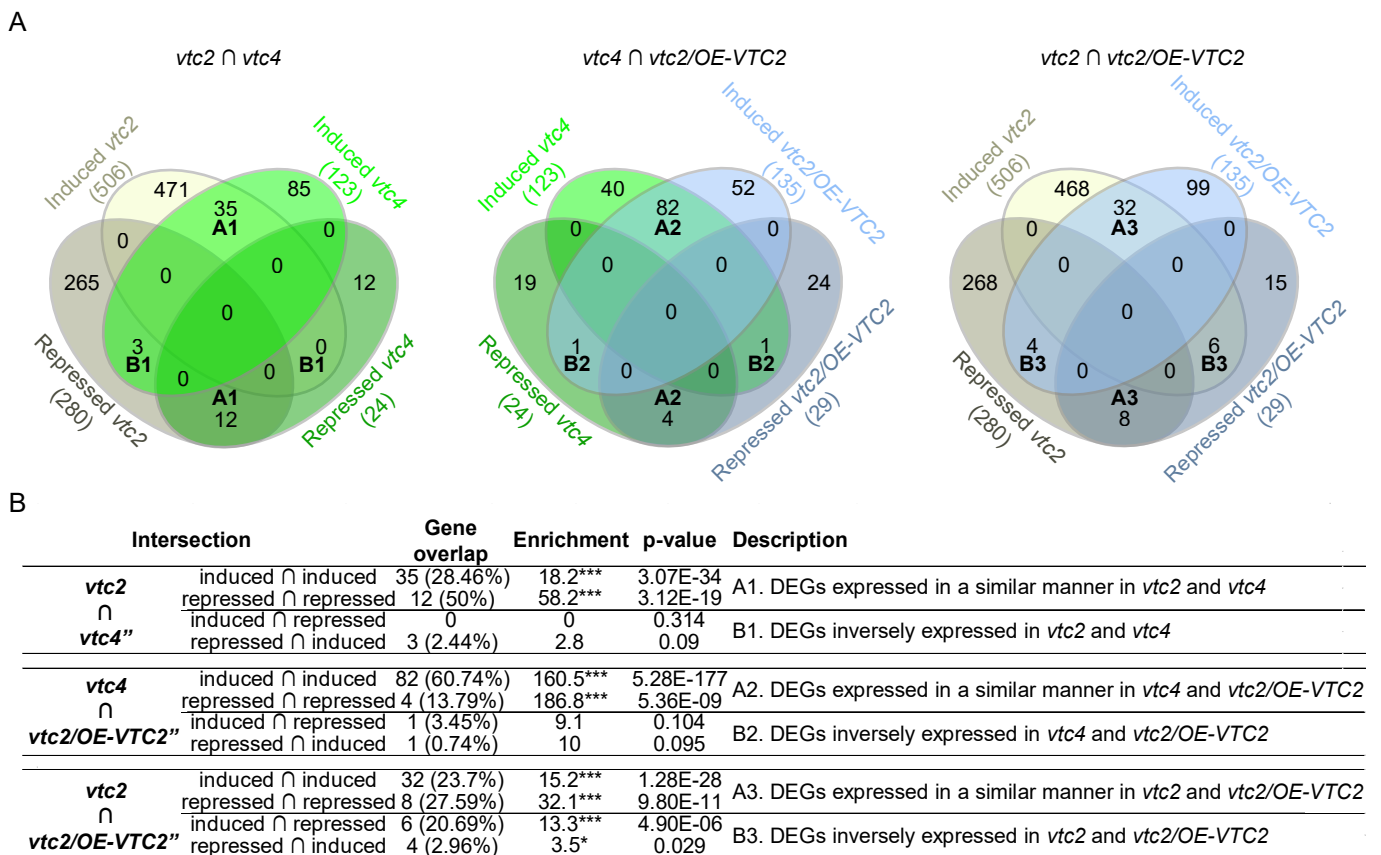 A
vtc2 ∩ vtc4
vtc4 ∩ vtc2/OE-VTC2
vtc2 ∩ vtc2/OE-VTC2
Induced vtc2
(506)
Induced vtc4
(123)
Repressed vtc2
(280)
Repressed vtc4
(24)
471
35
A1
85
0
0
265
0
0
12
0
3
B1
0
B1
0
0
A1
12
Induced vtc4
(123)
Induced vtc2/OE-VTC2
(135)
Repressed vtc4
(24)
Repressed vtc2/OE-VTC2
(29)
40
82
A2
52
0
0
19
0
0
24
0
1
B2
1
B2
0
0
A2
4
Induced vtc2
(506)
Induced vtc2/OE-VTC2
(135)
Repressed vtc2
(280)
Repressed vtc2/OE-VTC2
(29)
468
32
A3
99
0
0
268
0
0
15
0
4
B3
6
B3
0
0
A3
8
B
Intersection Gene overlap Enrichment p-value Description
vtc2 ∩ vtc4”
induced ∩ induced 35 (28.46%) 18.2*** 3.07E-34
repressed ∩ repressed 12 (50%) 58.2*** 3.12E-19
A1. DEGs expressed in a similar manner in vtc2 and vtc4
induced ∩ repressed 0 0 0.314
repressed ∩ induced 3 (2.44%) 2.8 0.09
B1. DEGs inversely expressed in vtc2 and vtc4
vtc4 ∩ vtc2/OE-VTC2”
induced ∩ induced 82 (60.74%) 160.5*** 5.28E-177
repressed ∩ repressed 4 (13.79%) 186.8*** 5.36E-09
A2. DEGs expressed in a similar manner in vtc4 and vtc2/OE-VTC2
induced ∩ repressed 1 (3.45%) 9.1 0.104
repressed ∩ induced 1 (0.74%) 10 0.095
B2. DEGs inversely expressed in vtc4 and vtc2/OE-VTC2
vtc2 ∩ vtc2/OE-VTC2”
induced ∩ induced 32 (23.7%) 15.2*** 1.28E-28
repressed ∩ repressed 8 (27.59%) 32.1*** 9.80E-11
A3. DEGs expressed in a similar manner in vtc2 and vtc2/OE-VTC2
induced ∩ repressed 6 (20.69%) 13.3*** 4.90E-06
repressed ∩ induced 4 (2.96%) 3.5* 0.029
B3. DEGs inversely expressed in vtc2 and vtc2/OE-VTC2